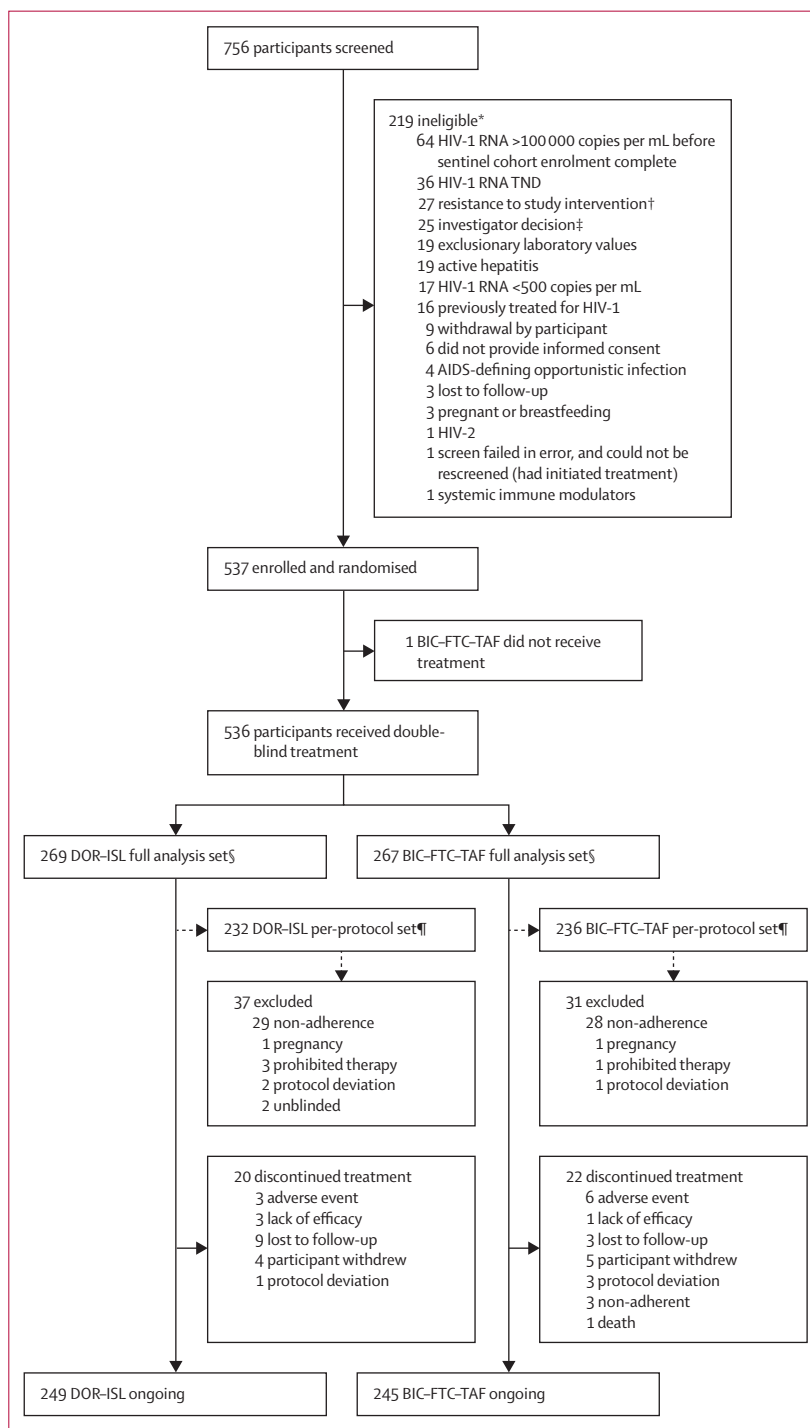 756 participants screened
219 ineligible*
64 HIV-1 RNA >100 000 copies per mL before
sentinel cohort enrolment complete
36 HIV-1 RNA TND
27 resistance to study intervention†
25 investigator decision‡
19 exclusionary laboratory values
19 active hepatitis
17 HIV-1 RNA <500 copies per mL
16 previously treated for HIV-1
9 withdrawal by participant
6 did not provide informed consent
4 AIDS-defining opportunistic infection
3 lost to follow-up
3 pregnant or breastfeeding
1 HIV-2
1 screen failed in error, and could not be
rescreened (had initiated treatment)
1 systemic immune modulators
537 enrolled and randomised
1 BIC–FTC–TAF did not receive
treatment
536 participants received double-
blind treatment
269 DOR–ISL full analysis set§
267 BIC–FTC–TAF full analysis set§
232 DOR–ISL per-protocol set¶
236 BIC–FTC–TAF per-protocol set¶
37 excluded
29 non-adherence
1 pregnancy
3 prohibited therapy
2 protocol deviation
2 unblinded
31 excluded
28 non-adherence
1 pregnancy
1 prohibited therapy
1 protocol deviation
20 discontinued treatment
3 adverse event
3 lack of efficacy
9 lost to follow-up
4 participant withdrew
1 protocol deviation
22 discontinued treatment
6 adverse event
1 lack of efficacy
3 lost to follow-up
5 participant withdrew
3 protocol deviation
3 non-adherent
1 death
249 DOR–ISL ongoing
245 BIC–FTC–TAF ongoing